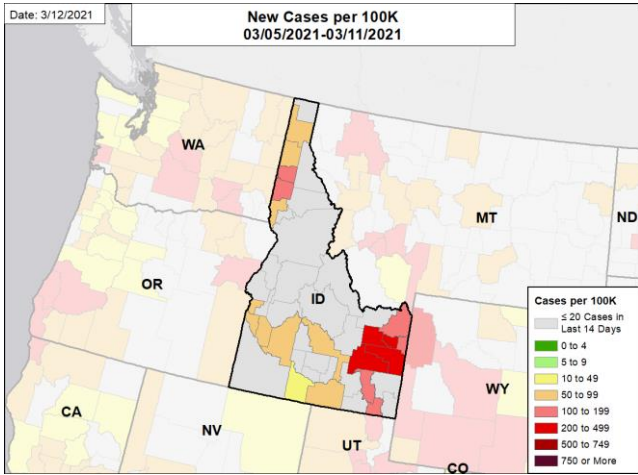 Date: 3/12/2021
New Cases per 100K
03/05/2021-03/11/2021
WA
MT
ND
OR
ID
WY
CA
NV
UT
CO
Cases per 100K
≤ 20 Cases in
Last 14 Days
0 to 4
5 to 9
10 to 49
50 to 99
100 to 199
200 to 499
500 to 749
750 or More